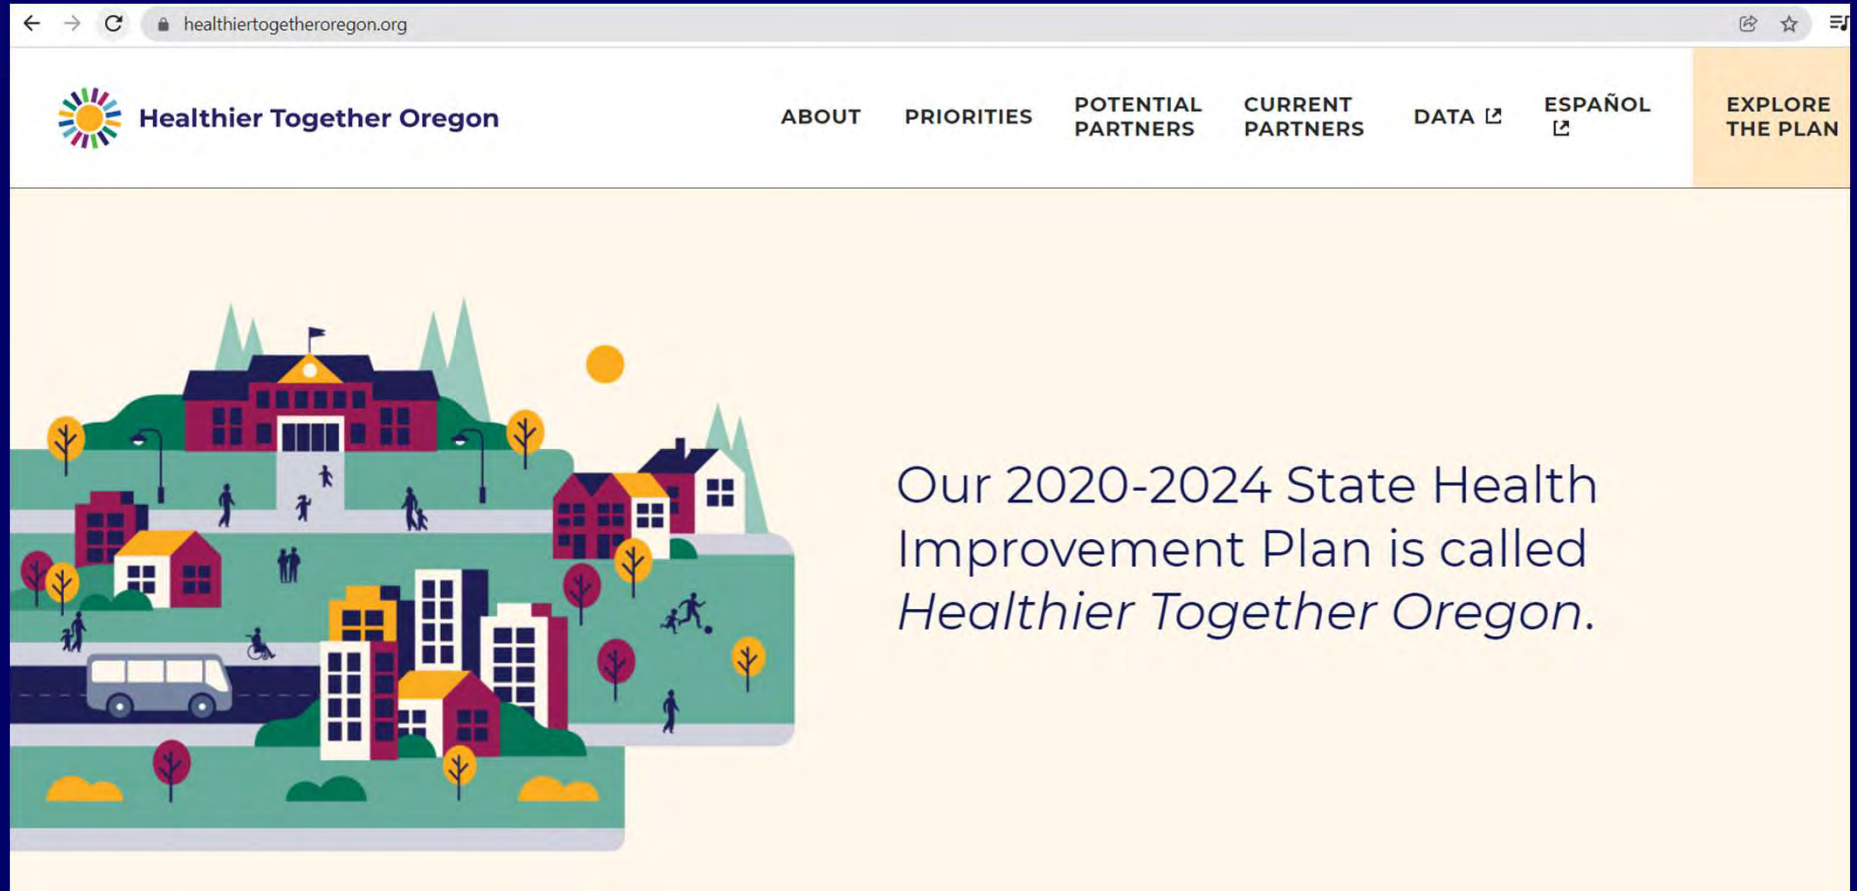 healthiertogetheroregon.org
Healthier Together Oregon
ABOUT
PRIORITIES
POTENTIAL
PARTNERS
CURRENT
PARTNERS
DATA
ESPAÑOL
EXPLORE
THE PLAN
Our 2020-2024 State Health
Improvement Plan is called
Healthier Together Oregon.